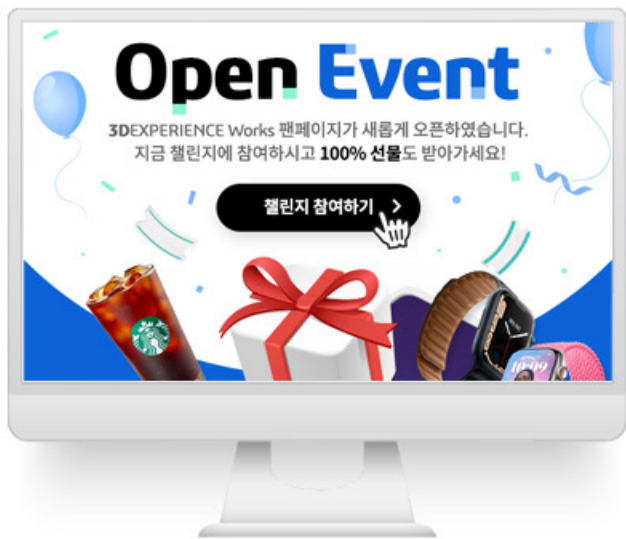 Open Event
3DEXPERIENCE Works 팬페이지가 새롭게 오픈하였습니다.
지금 챌린지에 참여하시고 100% 선물도 받아가세요!
챌린지 참여하기 >
10:09